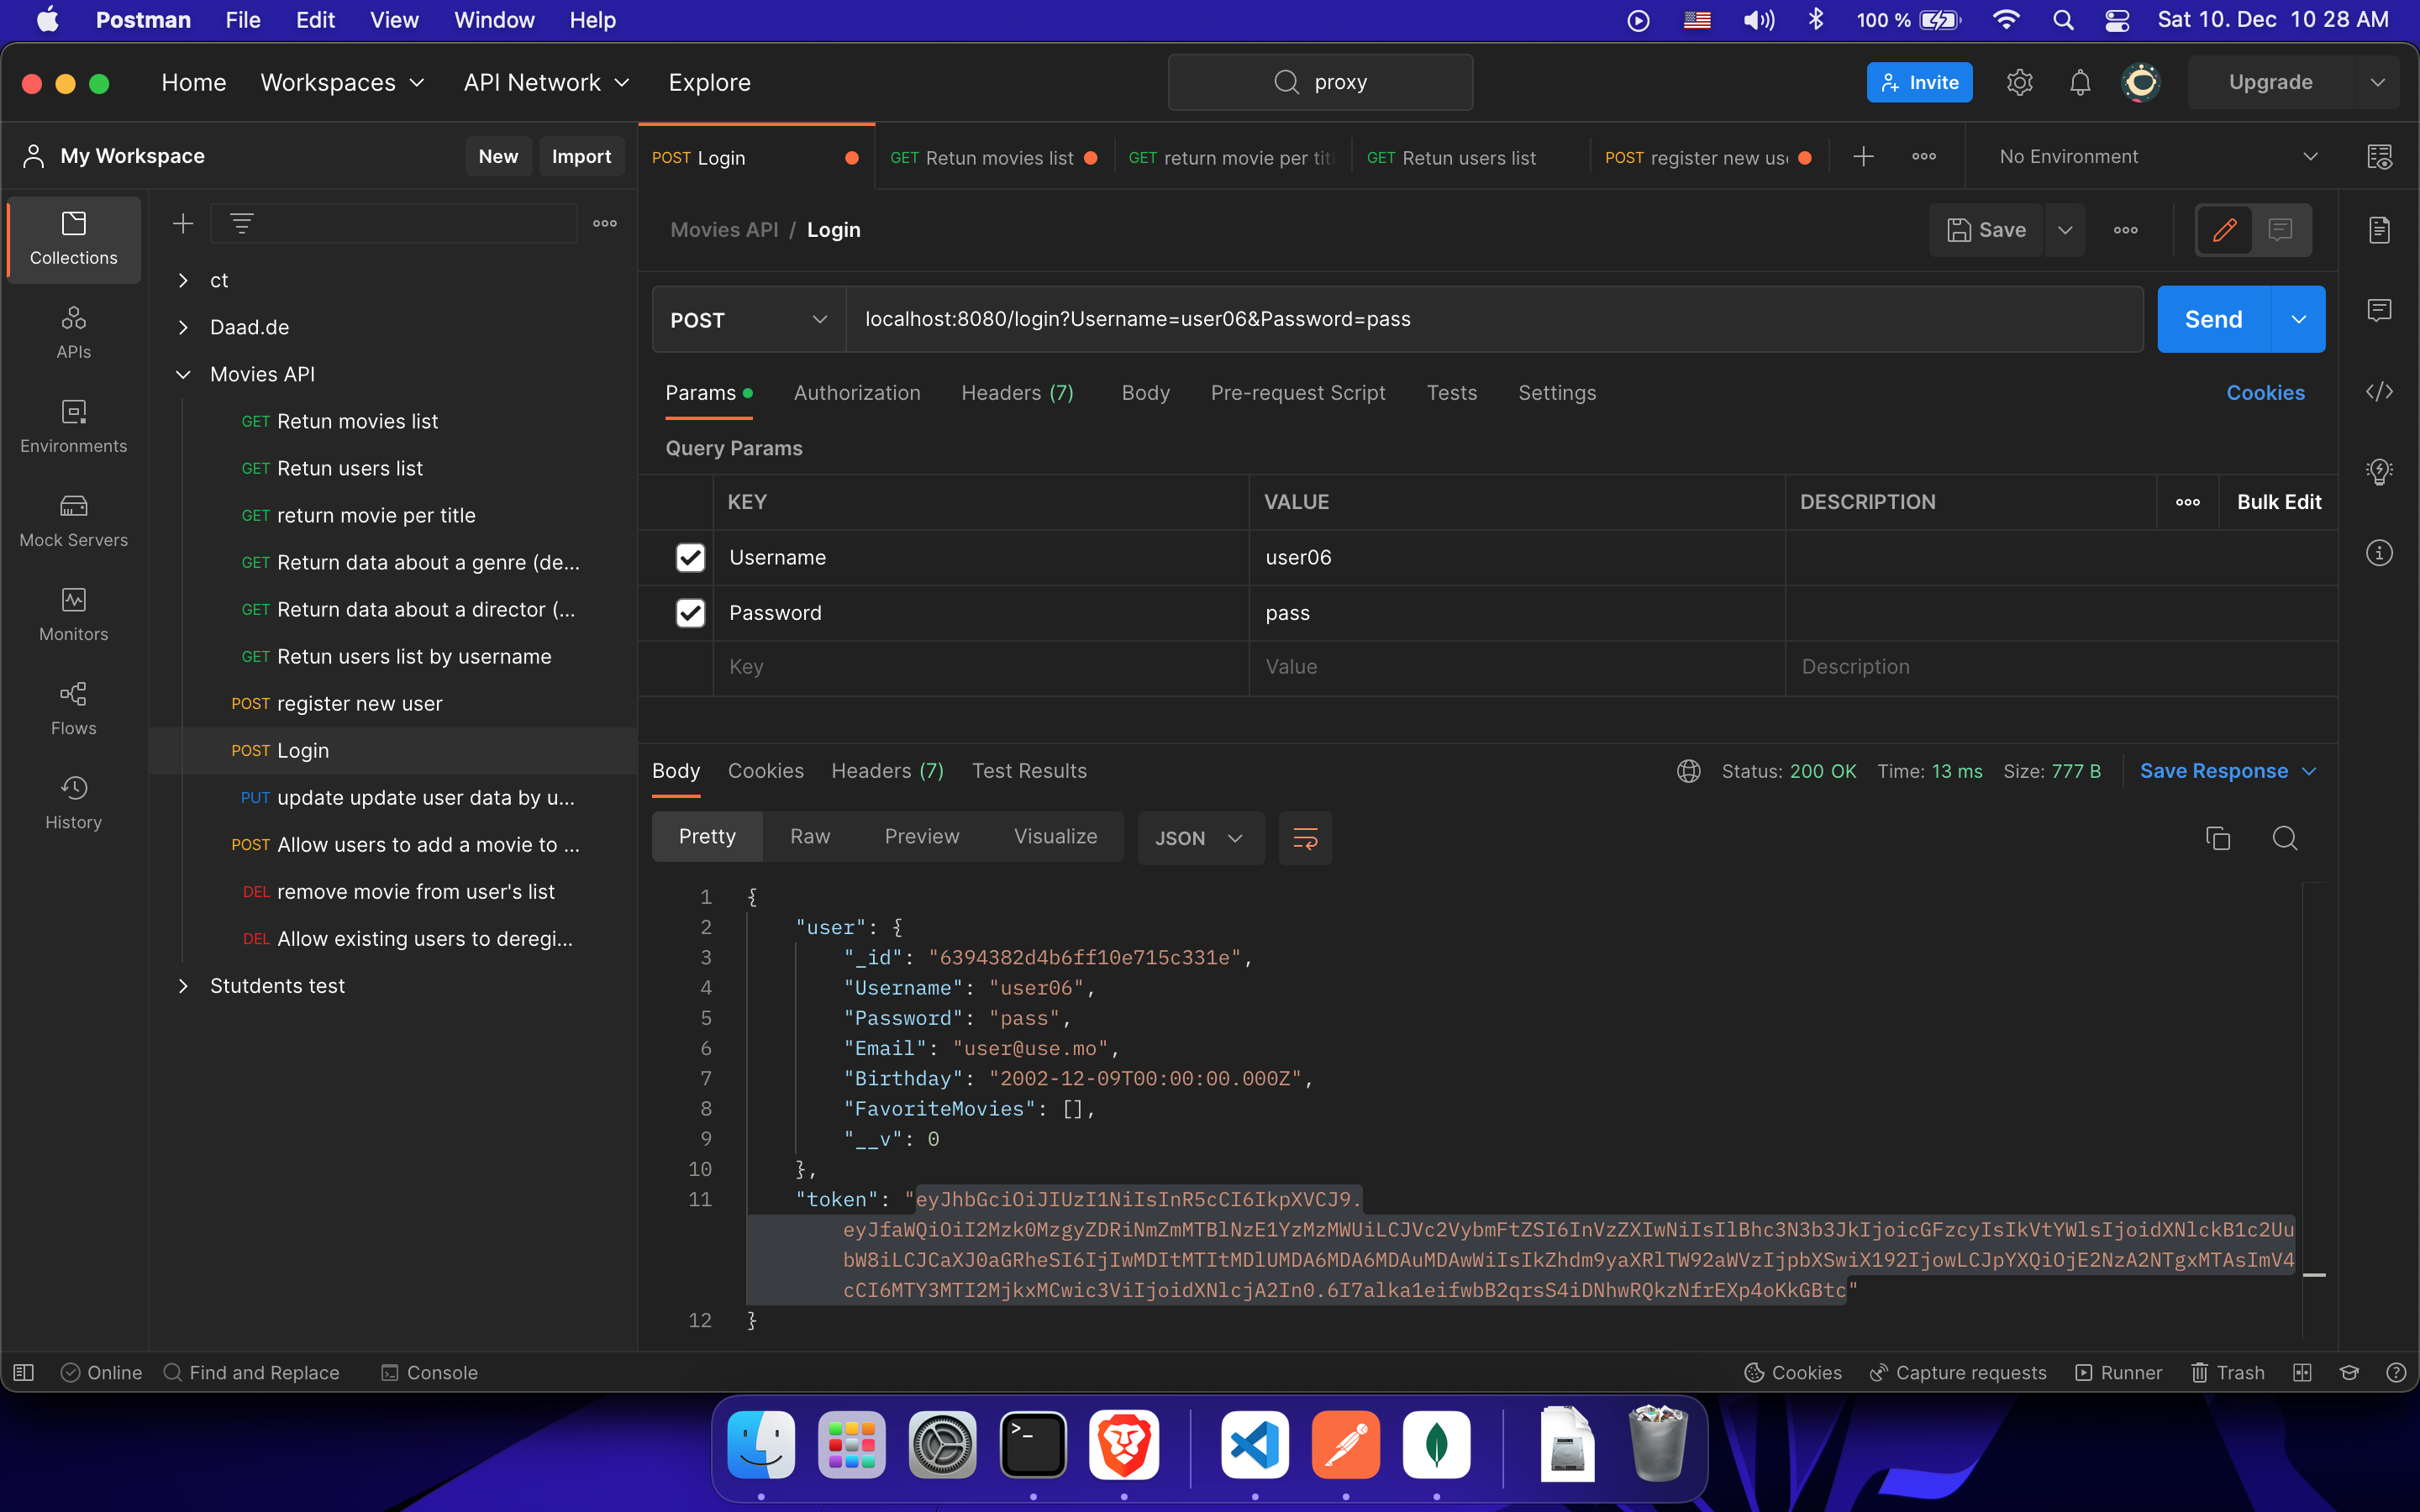 Postman File Edit View Window Help 100 % Sat 10. Dec 10 28 AM
Home Workspaces API Network Explore proxy Invite Upgrade
My Workspace New Import POST Login GET Retun movies list GET return movie per titl GET Retun users list POST register new use No Environment
Collections
APIs
Environments
Mock Servers
Monitors
Flows
History
ct
Daad.de
Movies API
GET Retun movies list
GET Retun users list
GET return movie per title
GET Return data about a genre (de...
GET Return data about a director (...
GET Retun users list by username
POST register new user
POST Login
PUT update update user data by u...
POST Allow users to add a movie to ...
DEL remove movie from user's list
DEL Allow existing users to deregi...
Stutdents test
Movies API / Login Save
POST localhost:8080/login?Username=user06&Password=pass Send
Params Authorization Headers (7) Body Pre-request Script Tests Settings Cookies
Query Params
KEY VALUE DESCRIPTION Bulk Edit
Username user06
Password pass
Key Value Description
Body Cookies Headers (7) Test Results Status: 200 OK Time: 13 ms Size: 777 B Save Response
Pretty Raw Preview Visualize JSON
1 {
2 "user": {
3 "_id": "6394382d4b6ff10e715c331e",
4 "Username": "user06",
5 "Password": "pass",
6 "Email": "user@use.mo",
7 "Birthday": "2002-12-09T00:00:00.000Z",
8 "FavoriteMovies": [],
9 "__v": 0
10 },
11 "token": "eyJhbGciOiJIUzI1NiIsInR5cCI6IkpXVCJ9.
eyJfaWQiOiI2Mzk0MzgyZDRiNmZmMTBlNzE1YzMzMWUiLCJVc2VybmFtZSI6InVzZXIwNiIsIlBhc3N3b3JkIjoicGFzcyIsIkVtYWlsIjoidXNlckB1c2Uu
bW8iLCJCaXJ0aGRheSI6IjIwMDItMTItMDlUMDA6MDA6MDAuMDAwWiIsIkZhdm9yaXRlTW92aWVzIjpbXSwiX192IjowLCJpYXQiOjE2NzA2NTgxMTAsImV4
cCI6MTY3MTI2MjkxMCwic3ViIjoidXNlcjA2In0.6I7alka1eifwbB2qrsS4iDNhwRQkzNfrEXp4oKkGBtc"
12 }
Online Find and Replace Console Cookies Capture requests Runner Trash